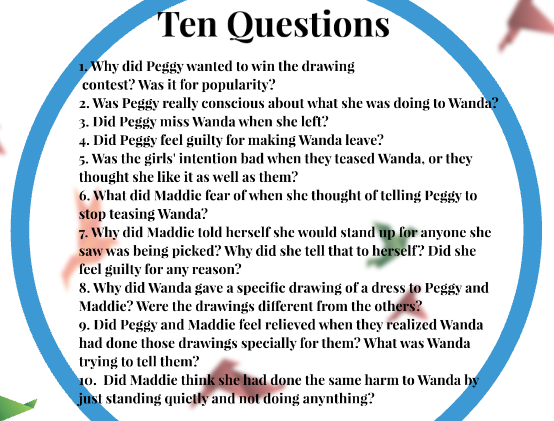 Ten Questions
1. Why did Peggy wanted to win the drawing
contest? Was it for popularity?
2. Was Peggy really conscious about what she was doing to Wanda?
3. Did Peggy miss Wanda when she left?
4. Did Peggy feel guilty for making Wanda leave?
5. Was the girls' intention bad when they teased Wanda, or they
thought she like it as well as them?
6. What did Maddie fear of when she thought of telling Peggy to
stop teasing Wanda?
7. Why did Maddie told herself she would stand up for anyone she
saw was being picked? Why did she tell that to herself? Did she
feel guilty for any reason?
8. Why did Wanda gave a specific drawing of a dress to Peggy and
Maddie? Were the drawings different from the others?
9. Did Peggy and Maddie feel relieved when they realized Wanda
had done those drawings specially for them? What was Wanda
trying to tell them?
10. Did Maddie think she had done the same harm to Wanda by
just standing quietly and not doing anynthing?